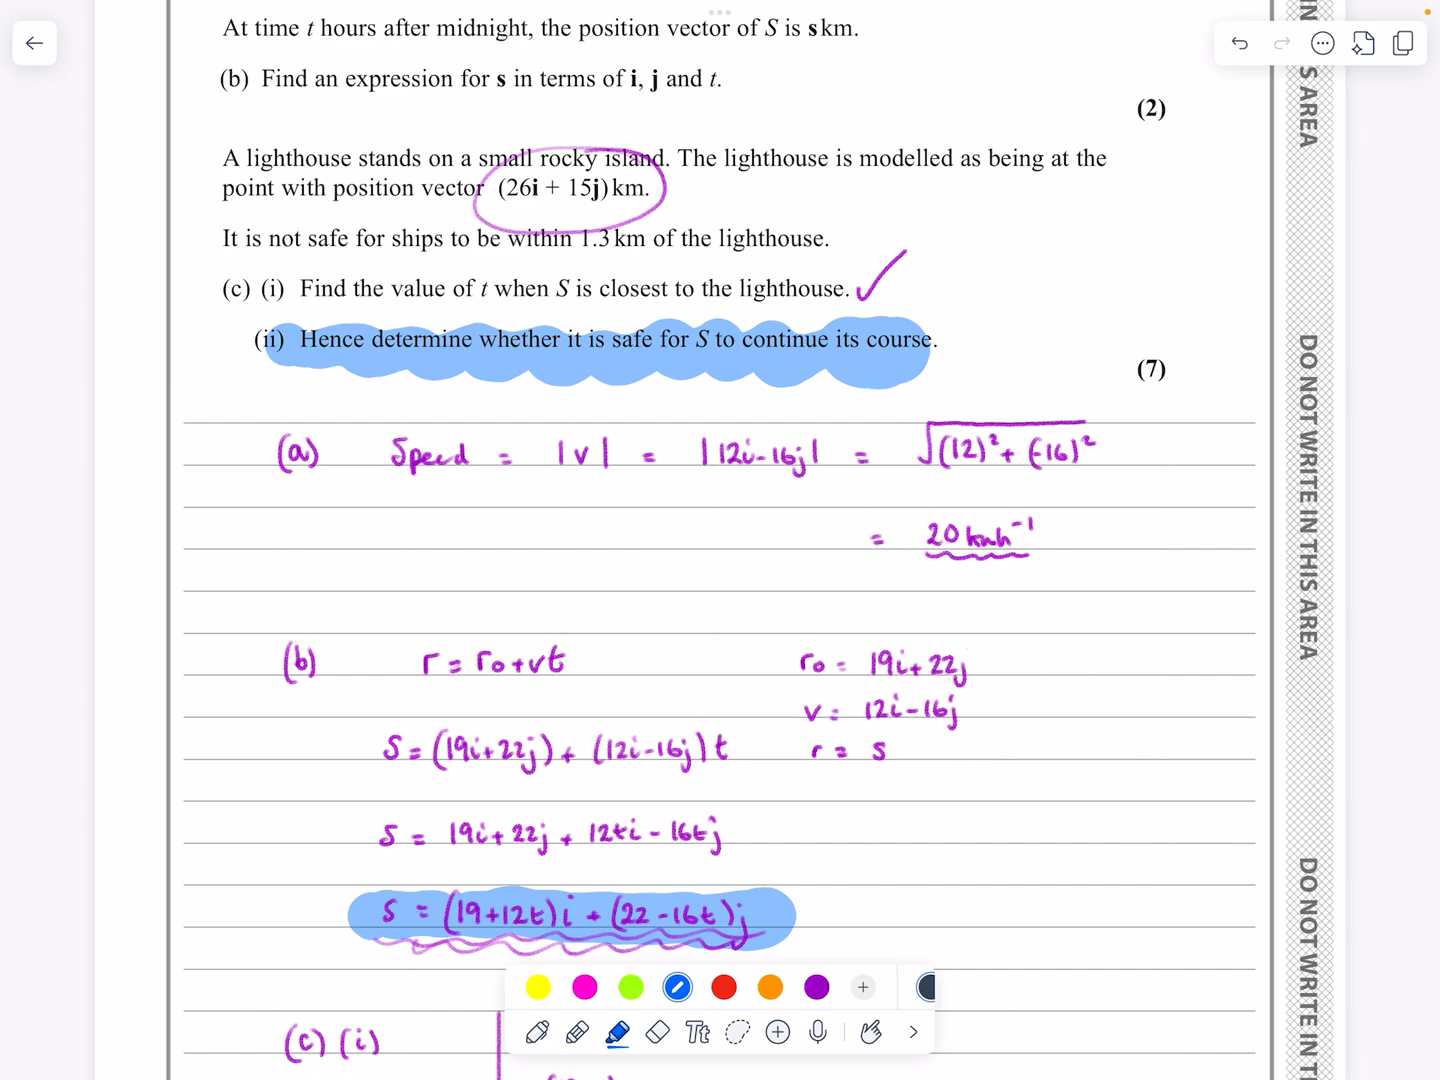 At time t hours after midnight, the position vector of S is s km.
(b) Find an expression for s in terms of i, j and t.
(2)
A lighthouse stands on a small rocky island. The lighthouse is modelled as being at the
point with position vector (26i + 15j) km.
It is not safe for ships to be within 1.3 km of the lighthouse.
(c) (i) Find the value of t when S is closest to the lighthouse.
(ii) Hence determine whether it is safe for S to continue its course.
(7)
(a) Speed = |v| = |12i-16j| = √(12)² + (-16)²
= 20 kmh⁻¹
(b) r = r₀ + vt r₀ = 19i + 22j
v = 12i - 16j
S = (19i+22j) + (12i-16j)t r = s
S = 19i + 22j + 12ti - 16tj
S = (19+12t)i + (22-16t)j
(c) (i)
S AREA
DO NOT WRITE IN THIS AREA
DO NOT WRITE IN T
Tt